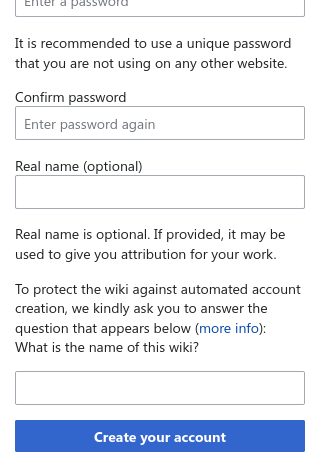 Enter a password
It is recommended to use a unique password
that you are not using on any other website.
Confirm password
Enter password again
Real name (optional)
Real name is optional. If provided, it may be
used to give you attribution for your work.
To protect the wiki against automated account
creation, we kindly ask you to answer the
question that appears below (more info):
What is the name of this wiki?
Create your account